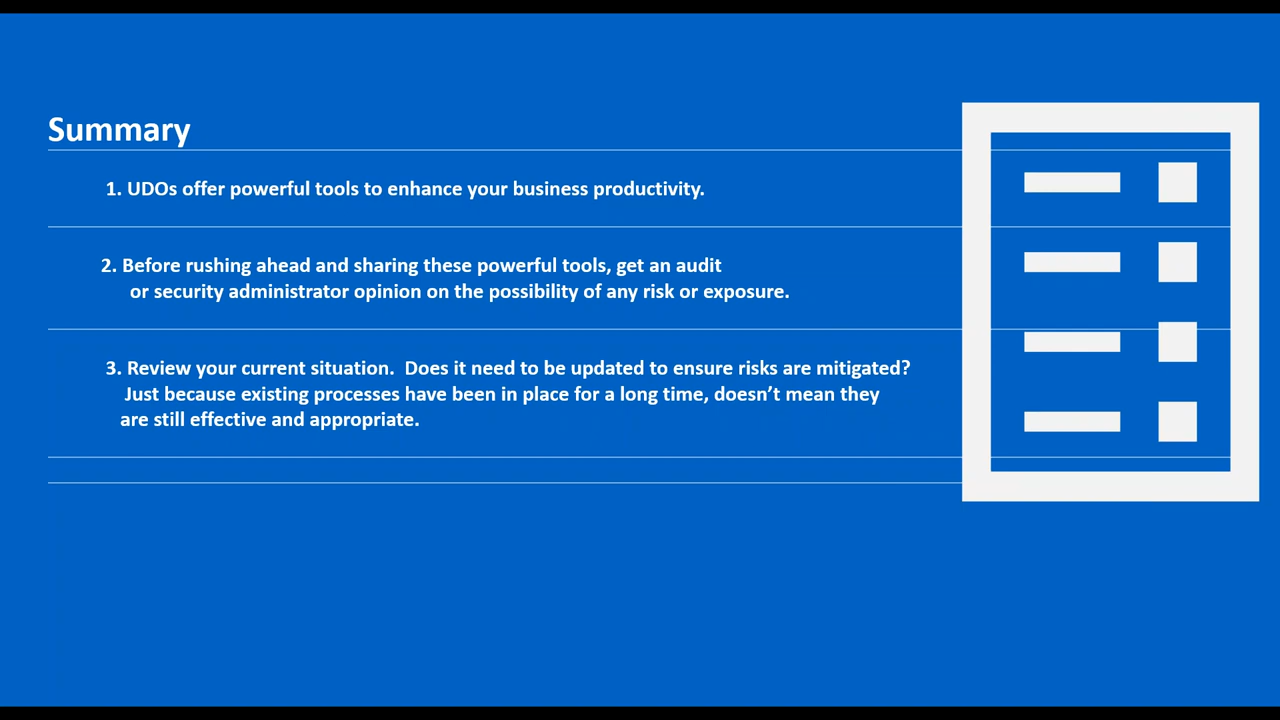 Summary
1. UDOs offer powerful tools to enhance your business productivity.
2. Before rushing ahead and sharing these powerful tools, get an audit
or security administrator opinion on the possibility of any risk or exposure.
3. Review your current situation.  Does it need to be updated to ensure risks are mitigated?
Just because existing processes have been in place for a long time, doesn’t mean they
are still effective and appropriate.